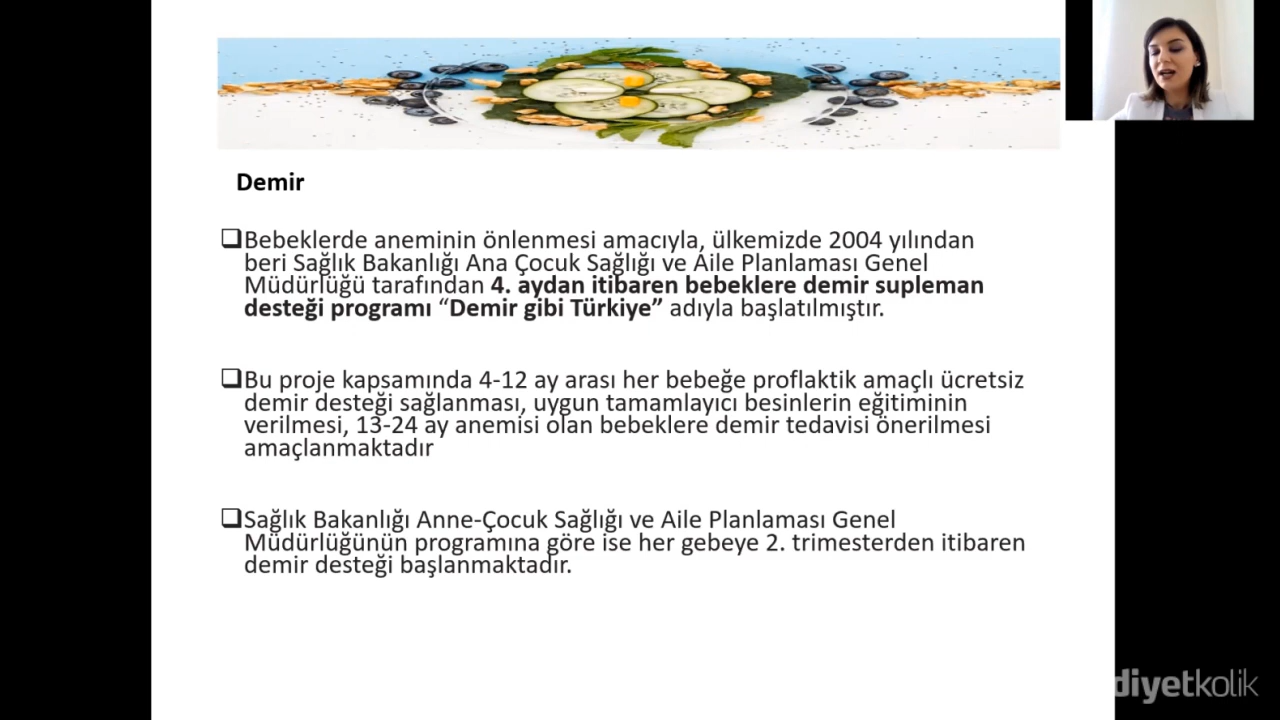 Demir
❑Bebeklerde aneminin önlenmesi amacıyla, ülkemizde 2004 yılından
beri Sağlık Bakanlığı Ana Çocuk Sağlığı ve Aile Planlaması Genel
Müdürlüğü tarafından 4. aydan itibaren bebeklere demir supleman
desteği programı “Demir gibi Türkiye” adıyla başlatılmıştır.
❑Bu proje kapsamında 4-12 ay arası her bebeğe proflaktik amaçlı ücretsiz
demir desteği sağlanması, uygun tamamlayıcı besinlerin eğitiminin
verilmesi, 13-24 ay anemisi olan bebeklere demir tedavisi önerilmesi
amaçlanmaktadır
❑Sağlık Bakanlığı Anne-Çocuk Sağlığı ve Aile Planlaması Genel
Müdürlüğünün programına göre ise her gebeye 2. trimesterden itibaren
demir desteği başlanmaktadır.
diyetkolik